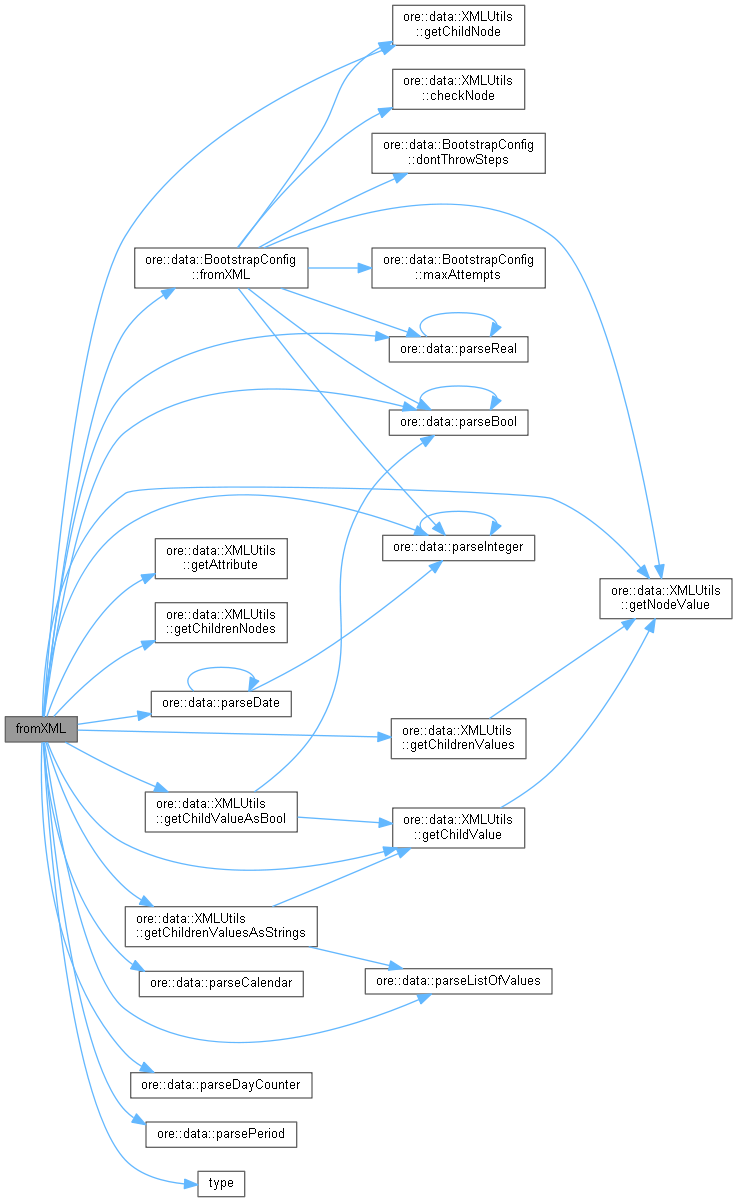 ore::data::XMLUtils
::getChildNode
ore::data::XMLUtils
::checkNode
ore::data::BootstrapConfig
::dontThrowSteps
ore::data::BootstrapConfig
::fromXML
ore::data::BootstrapConfig
::maxAttempts
ore::data::parseReal
ore::data::parseBool
ore::data::parseInteger
ore::data::XMLUtils
::getAttribute
ore::data::XMLUtils
::getNodeValue
ore::data::XMLUtils
::getChildrenNodes
ore::data::parseDate
fromXML
ore::data::XMLUtils
::getChildrenValues
ore::data::XMLUtils
::getChildValueAsBool
ore::data::XMLUtils
::getChildValue
ore::data::XMLUtils
::getChildrenValuesAsStrings
ore::data::parseCalendar
ore::data::parseListOfValues
ore::data::parseDayCounter
ore::data::parsePeriod
type